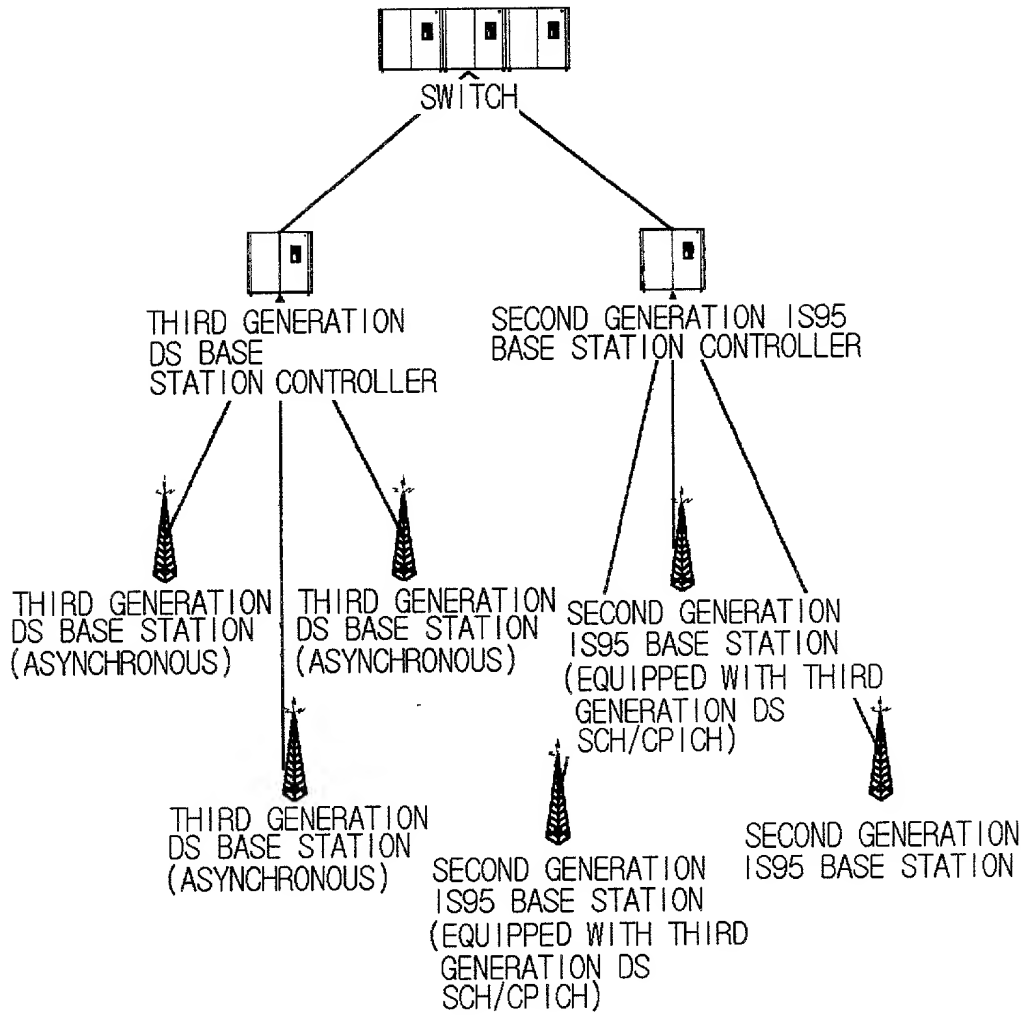 SWITCH
THIRD GENERATION
DS BASE
STATION CONTROLLER
SECOND GENERATION IS95
BASE STATION CONTROLLER
THIRD GENERATION
DS BASE STATION
(ASYNCHRONOUS)
THIRD GENERATION
DS BASE STATION
(ASYNCHRONOUS)
SECOND GENERATION
IS95 BASE STATION
(EQUIPPED WITH THIRD
GENERATION DS
SCH/CPICH)
THIRD GENERATION
DS BASE STATION
(ASYNCHRONOUS)
SECOND GENERATION
IS95 BASE STATION
(EQUIPPED WITH THIRD
GENERATION DS
SCH/CPICH)
SECOND GENERATION
IS95 BASE STATION